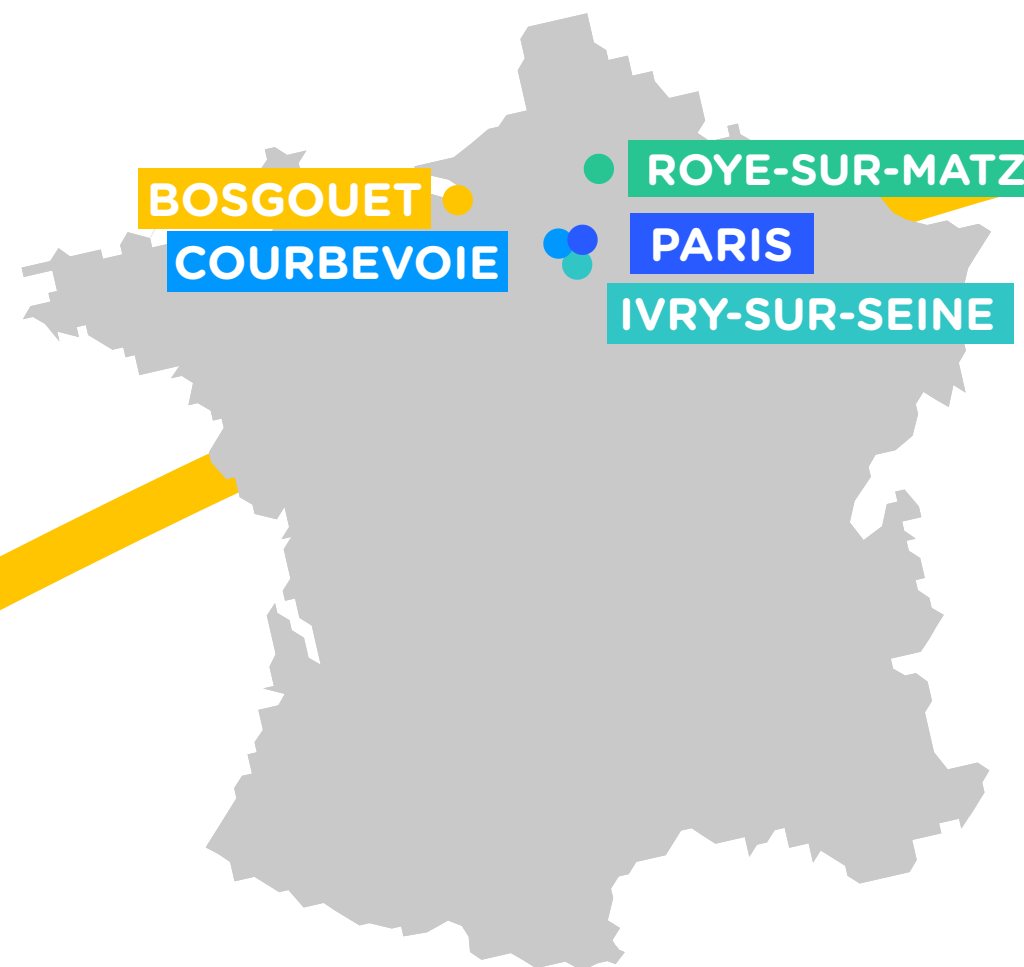 ROYE-SUR-MATZ
BOSGOUET
PARIS
COURBEVOIE
IVRY-SUR-SEINE